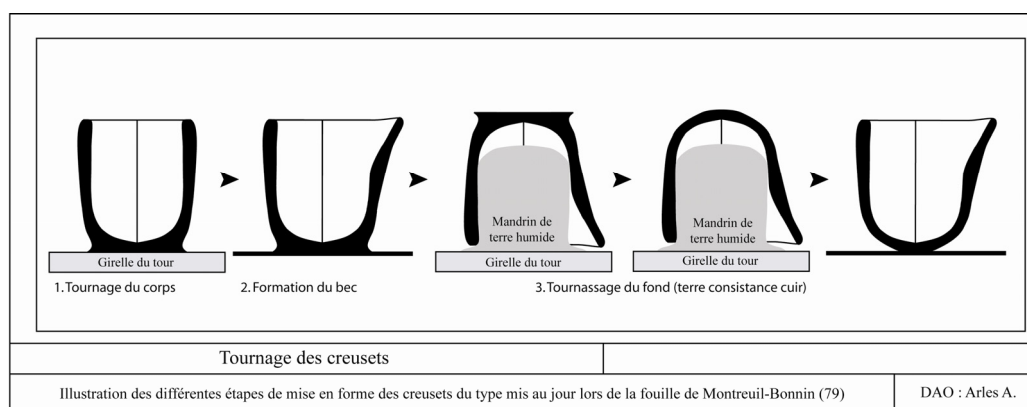 Mandrin de
terre humide
Mandrin de
terre humide
Girelle du tour
Girelle du tour
Girelle du tour
1.Tournage du corps
2.Formation du bec
3.Tournassage du fond (terre consistance cuir)
Tournage des creusets
Illustration des différentes étapes de mise en forme des creusets du type mis au jour lors de la fouille de Montreuil-Bonnin (79)
DAO : Arles A.